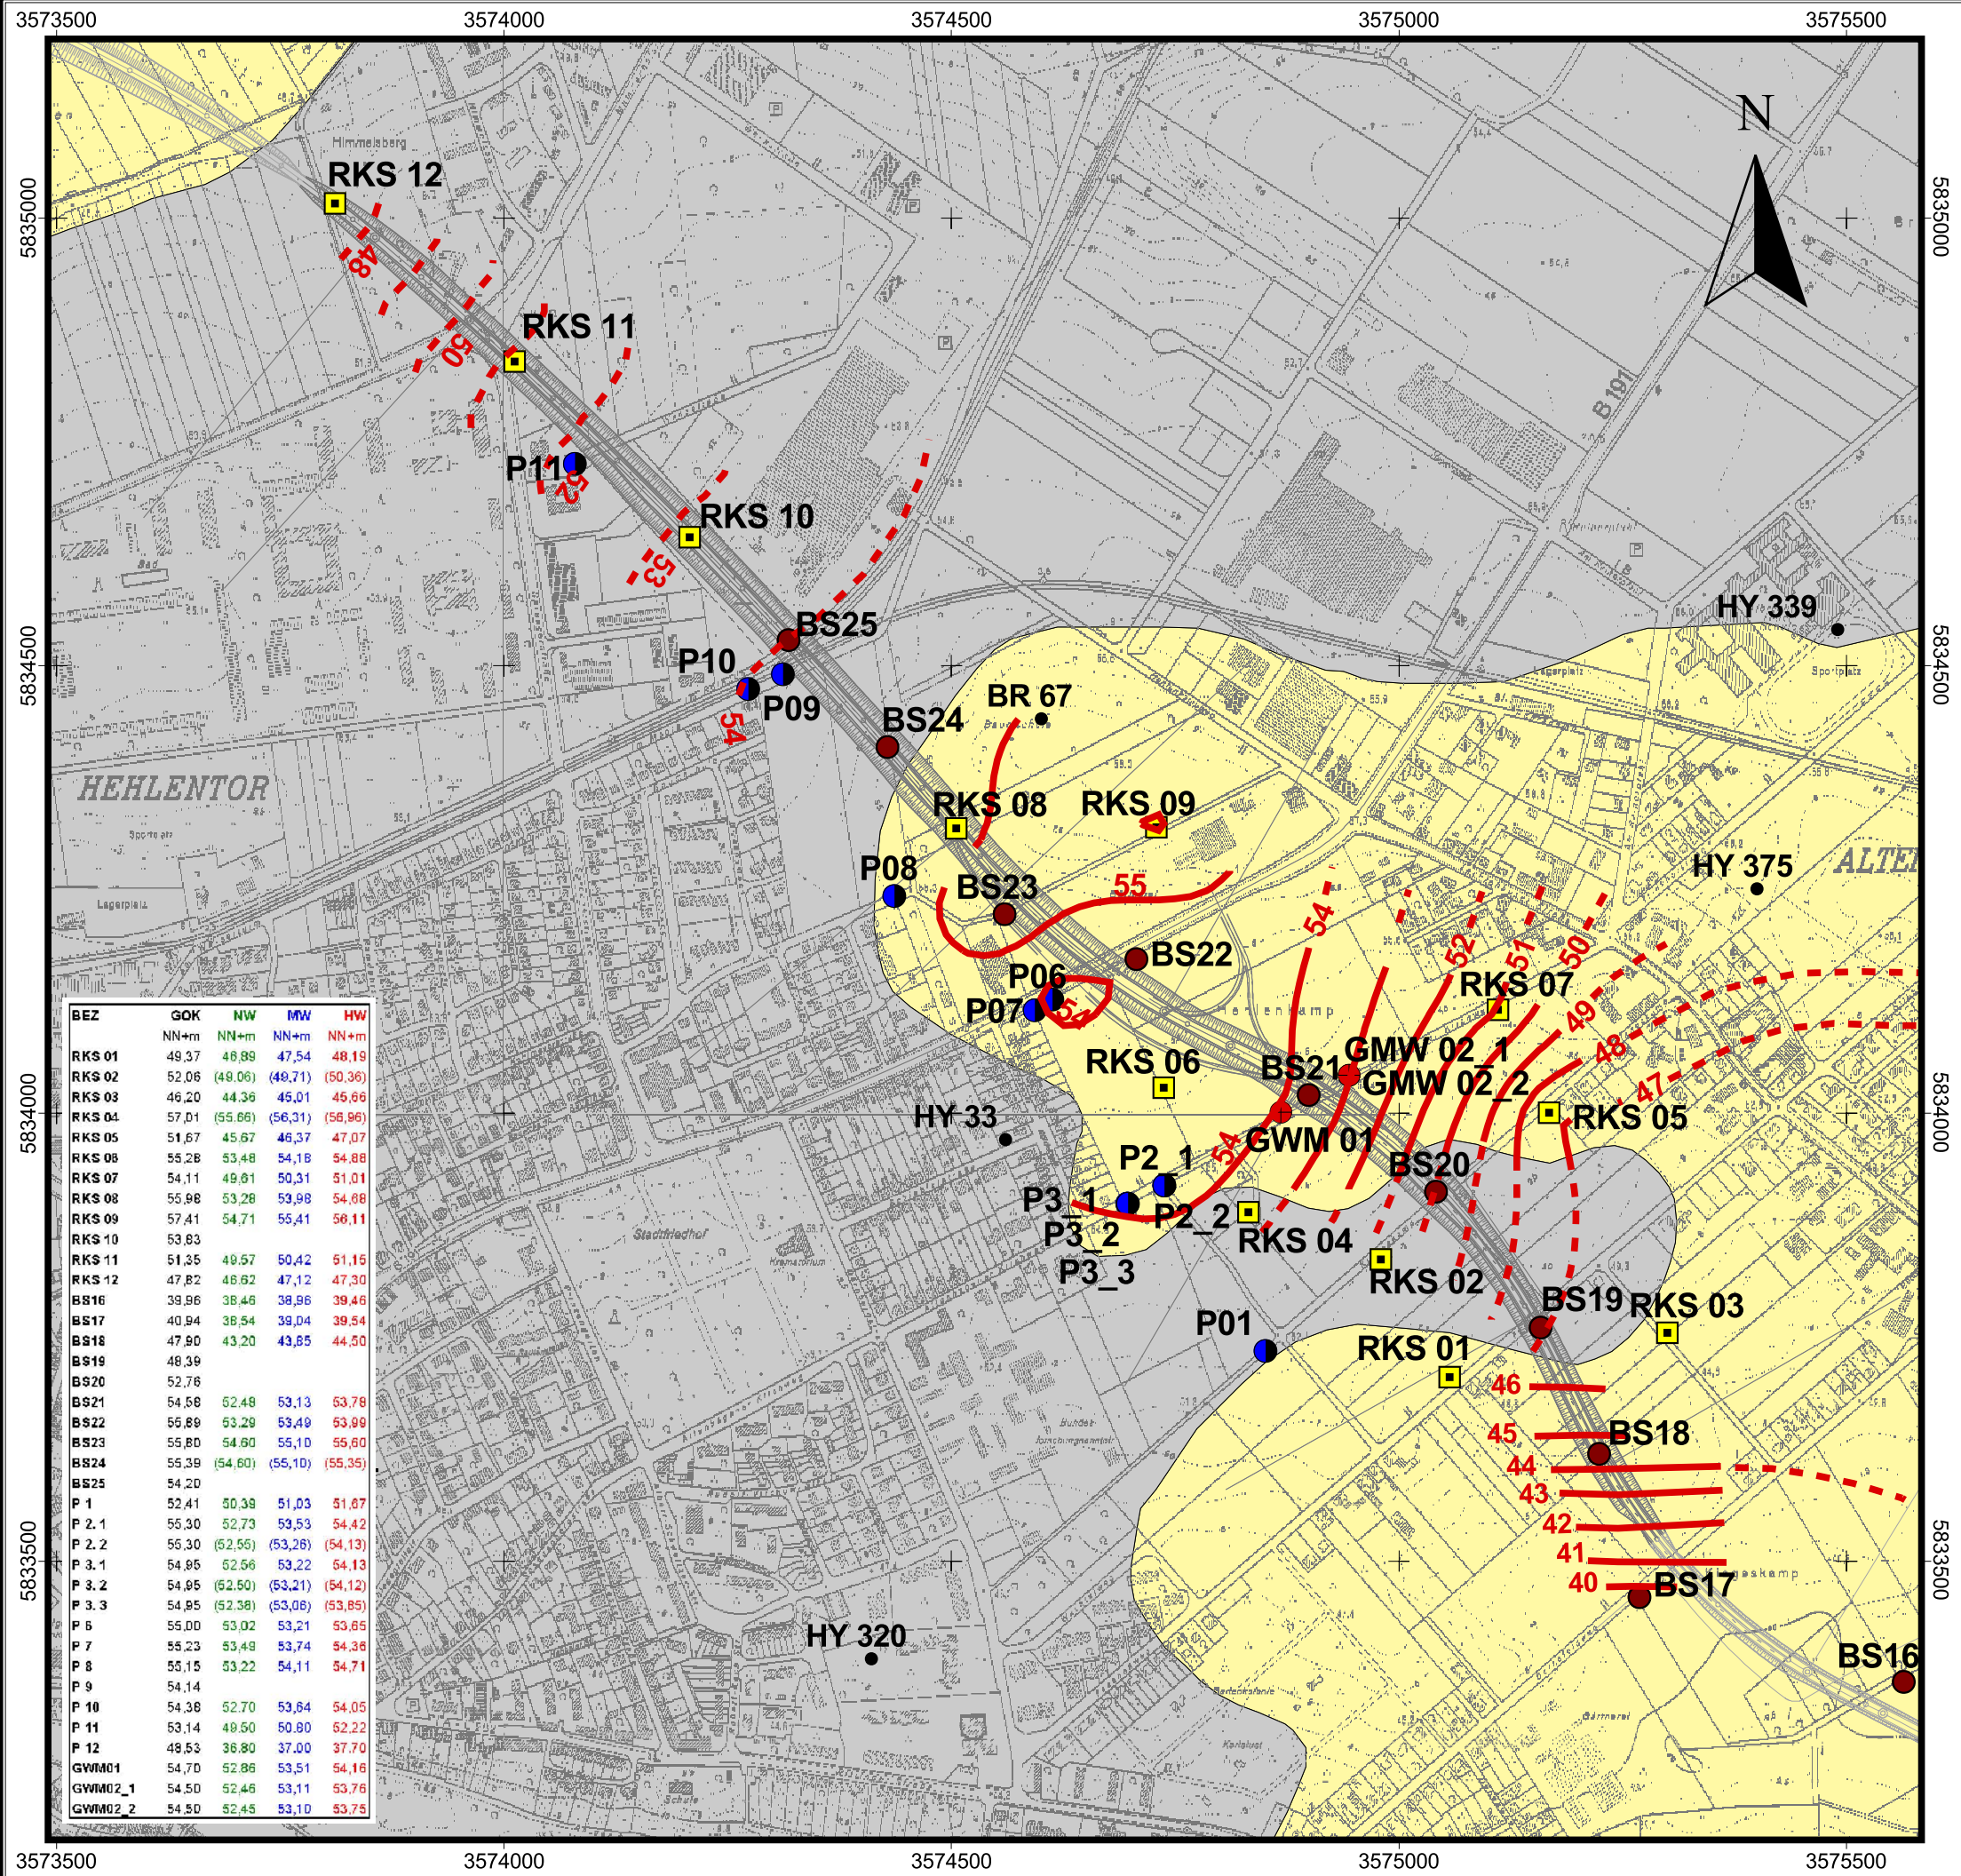 3573500 3574000 3574500 3575000 3575500
5835000
5834500
5834000
5833500
5835000
5834500
5834000
5833500
N
Himmelsberg
RKS 12
48
50
RKS 11
P11
52
RKS 10
53
B 191
BS25
P10
P09
54
HY 339
Lagerplatz
Sportplatz
BR 67
BS24
HEHLENTOR
RKS 08
RKS 09
P08
BS23
55
HY 375
Lagerplatz
BS22
54
52
51
50
P06
P07
54
RKS 07
49
48
47
RKS 06
BS21
GMW 02_1
GMW 02_2
RKS 05
HY 33
GWM 01
54
P2_1
P2_2
BS20
P3_1
P3_2
P3_3
RKS 04
RKS 02
Stadtfriedhof
P01
BS19
RKS 03
RKS 01
46
45
BS18
44
43
42
41
40
BS17
HY 320
BS16
Gärtnerei
Schule
Bad
BEZ GOK NW MW HW
NN+m NN+m NN+m NN+m
RKS 01 49,37 46,89 47,54 48,19
RKS 02 52,06 (49,06) (49,71) (50,36)
RKS 03 46,20 44,36 45,01 45,66
RKS 04 57,01 (55,66) (56,31) (56,96)
RKS 05 51,67 45,67 46,37 47,07
RKS 06 55,28 53,48 54,18 54,88
RKS 07 54,11 49,61 50,31 51,01
RKS 08 55,98 53,28 53,98 54,68
RKS 09 57,41 54,71 55,41 56,11
RKS 10 53,83
RKS 11 51,35 49,57 50,42 51,15
RKS 12 47,82 46,62 47,12 47,30
BS16 39,96 38,46 38,96 39,46
BS17 40,94 38,54 39,04 39,54
BS18 47,90 43,20 43,85 44,50
BS19 48,39
BS20 52,76
BS21 54,58 52,48 53,13 53,78
BS22 55,89 53,29 53,49 53,99
BS23 55,80 54,60 55,10 55,60
BS24 55,39 (54,60) (55,10) (55,35)
BS25 54,20
P 1 52,41 50,39 51,03 51,67
P 2.1 55,30 52,73 53,53 54,42
P 2.2 55,30 (52,55) (53,26) (54,13)
P 3.1 54,95 52,56 53,22 54,13
P 3.2 54,95 (52,50) (53,21) (54,12)
P 3.3 54,95 (52,38) (53,06) (53,85)
P 6 55,00 53,02 53,21 53,65
P 7 55,23 53,49 53,74 54,36
P 8 55,15 53,22 54,11 54,71
P 9 54,14
P 10 54,38 52,70 53,64 54,05
P 11 53,14 49,50 50,80 52,22
P 12 48,53 36,80 37,00 37,70
GWM01 54,70 52,86 53,51 54,16
GWM02_1 54,50 52,46 53,11 53,76
GWM02_2 54,50 52,45 53,10 53,75
3573500 3574000 3574500 3575000 3575500